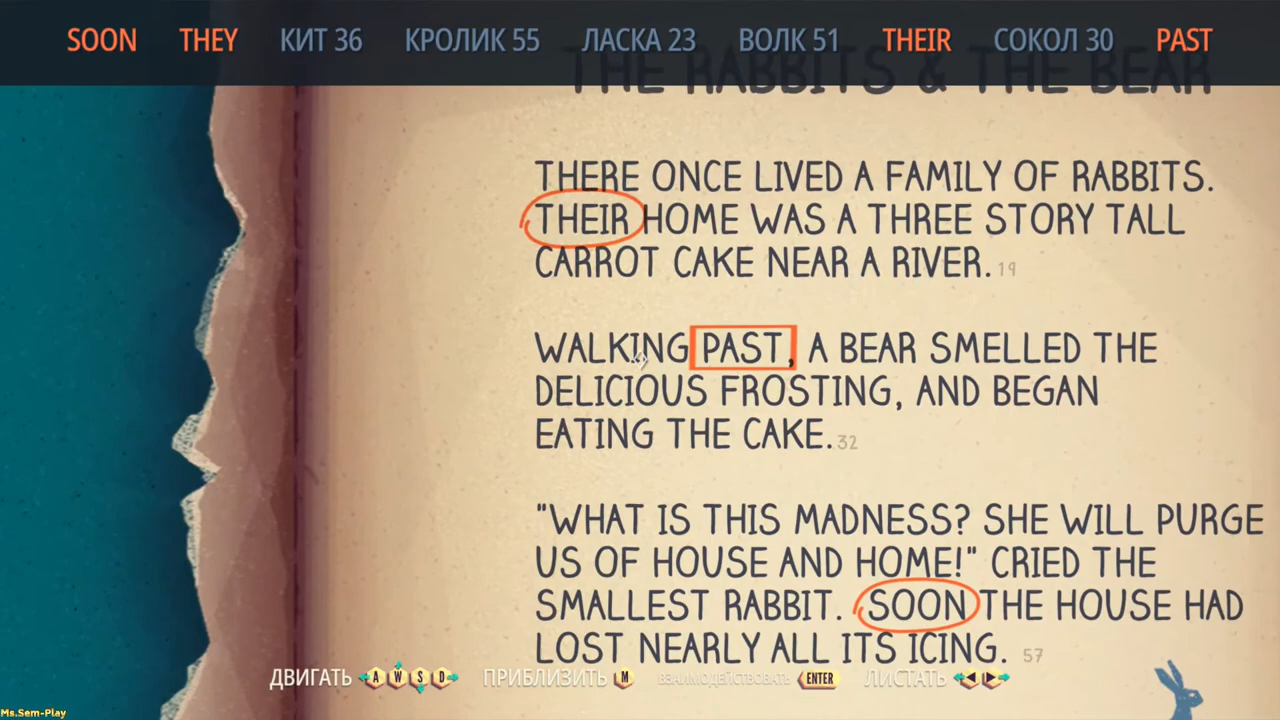 SOON THEY КИТ 36 КРОЛИК 55 ЛАСКА 23 ВОЛК 51 THEIR СОКОЛ 30 PAST
THE RABBITS & THE BEAR
THERE ONCE LIVED A FAMILY OF RABBITS.
THEIR HOME WAS A THREE STORY TALL
CARROT CAKE NEAR A RIVER. 19
WALKING PAST, A BEAR SMELLED THE
DELICIOUS FROSTING, AND BEGAN
EATING THE CAKE. 32
"WHAT IS THIS MADNESS? SHE WILL PURGE
US OF HOUSE AND HOME!" CRIED THE
SMALLEST RABBIT. SOON THE HOUSE HAD
LOST NEARLY ALL ITS ICING. 57
ДВИГАТЬ A W S D ПРИБЛИЗИТЬ M ВЗАИМОДЕЙСТВОВАТЬ ENTER ЛИСТАТЬ
Ms.Sem-Play